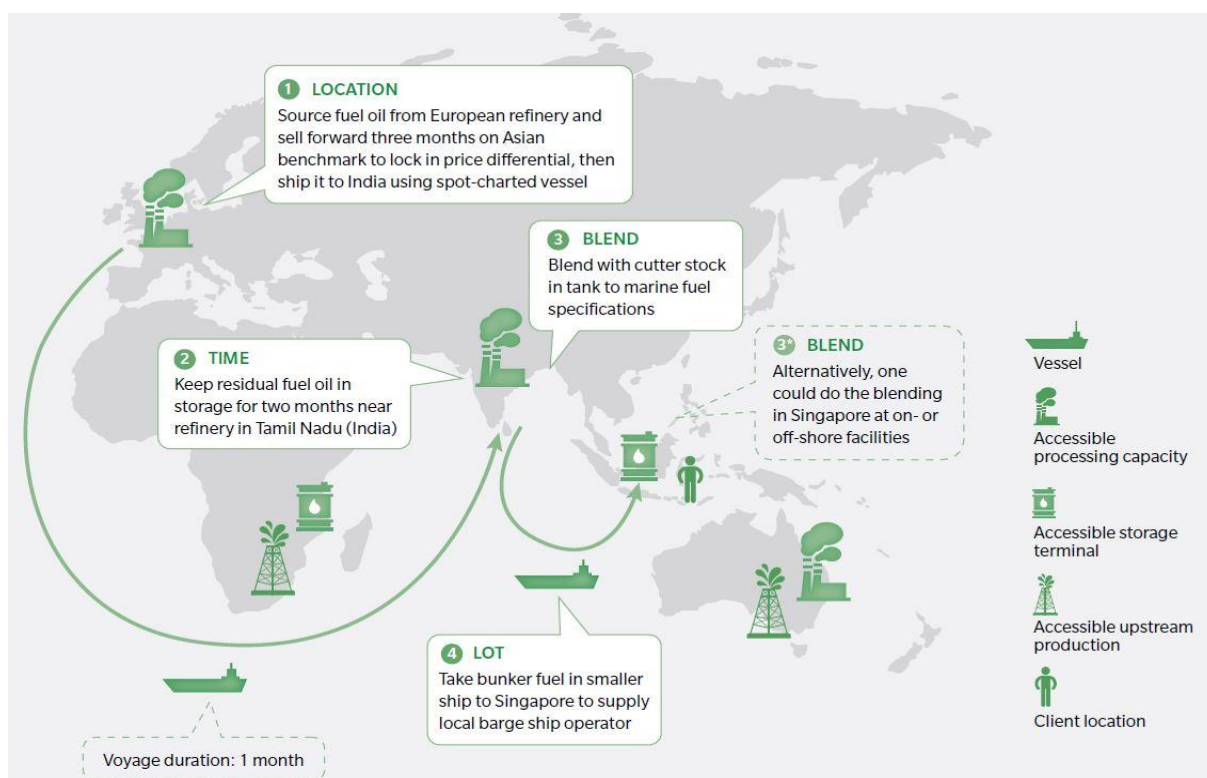 1 LOCATION
Source fuel oil from European refinery and
sell forward three months on Asian
benchmark to lock in price differential, then
ship it to India using spot-charted vessel
3 BLEND
Blend with cutter stock
in tank to marine fuel
specifications
2 TIME
Keep residual fuel oil in
storage for two months near
refinery in Tamil Nadu (India)
3* BLEND
Alternatively, one
could do the blending
in Singapore at on- or
off-shore facilities
4 LOT
Take bunker fuel in smaller
ship to Singapore to supply
local barge ship operator
Voyage duration: 1 month
Vessel
Accessible
processing capacity
Accessible storage
terminal
Accessible upstream
production
Client location